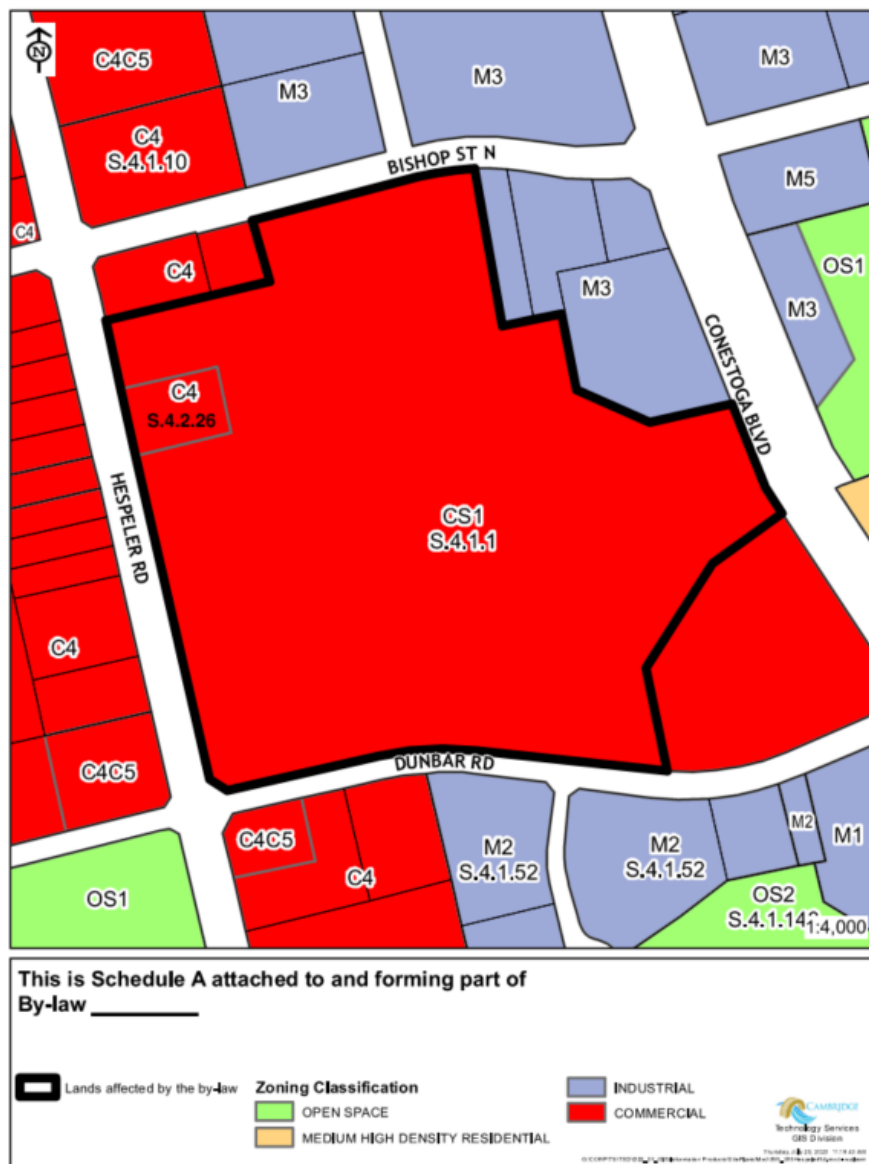 N
C4C5
M3
M3
M3
C4
S.4.1.10
BISHOP ST N
M5
C4
C4
OS1
M3
M3
CONESTOGA BLVD
C4
S.4.2.26
HESPELER RD
CS1
S.4.1.1
C4
DUNBAR RD
C4C5
C4C5
C4
M2
S.4.1.52
M2
S.4.1.52
M2
M1
OS1
OS2
1:4,000
This is Schedule A attached to and forming part of
By-law ________
Lands affected by the by-law
Zoning Classification
OPEN SPACE
MEDIUM HIGH DENSITY RESIDENTIAL
INDUSTRIAL
COMMERCIAL
CAMBRIDGE
Technology Services
GIS Division